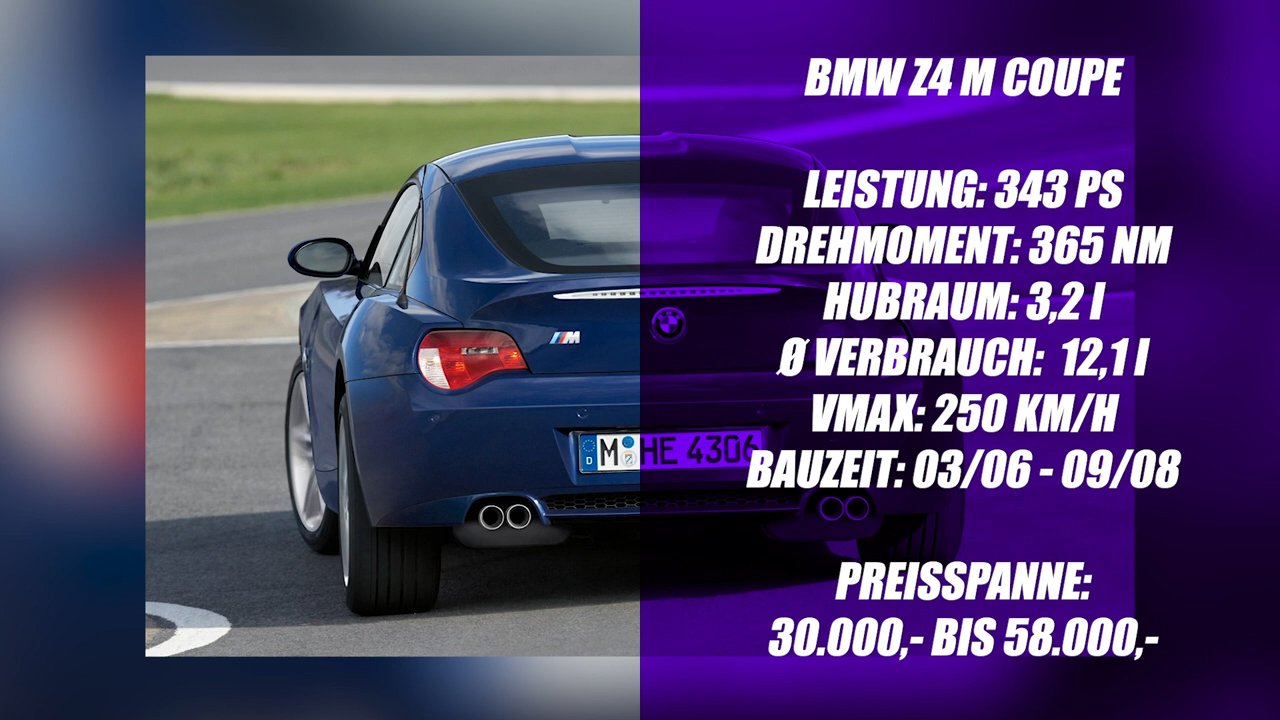 BMW Z4 M COUPE
LEISTUNG: 343 PS
DREHMOMENT: 365 NM
HUBRAUM: 3,2 l
Ø VERBRAUCH: 12,1 l
VMAX: 250 KM/H
BAUZEIT: 03/06 - 09/08
PREISSPANNE:
30.000,- BIS 58.000,-
M
D M HE 4306